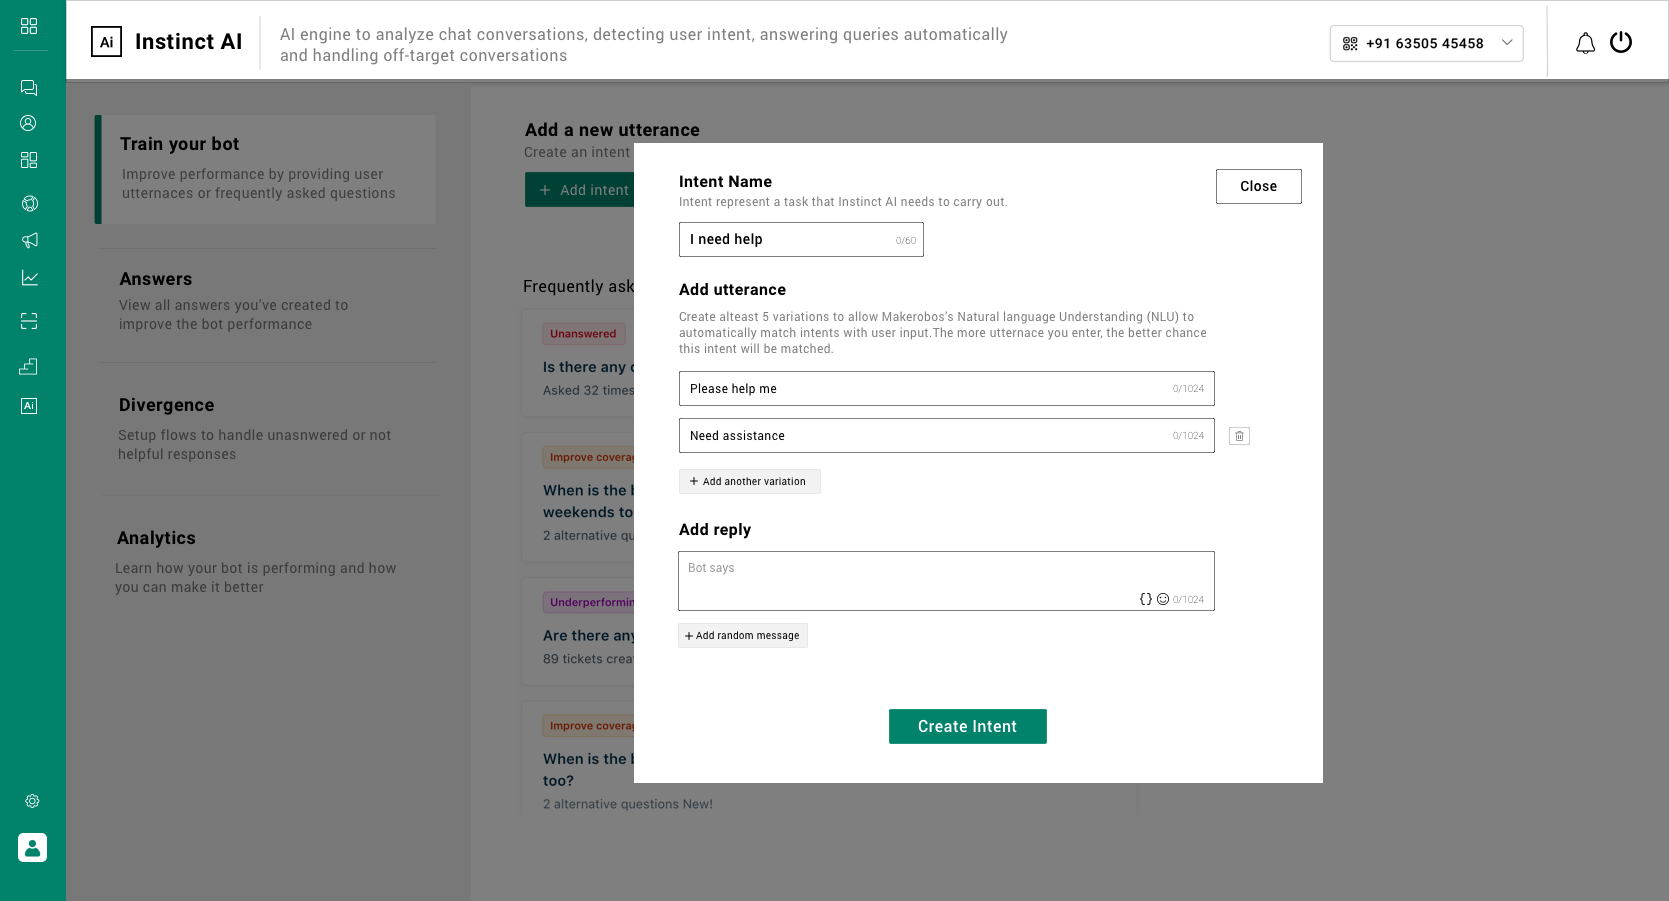 Ai Instinct AI
AI engine to analyze chat conversations, detecting user intent, answering queries automatically
and handling off-target conversations
+91 63505 45458
Train your bot
Improve performance by providing user
utternaces or frequently asked questions
Answers
View all answers you've created to
improve the bot performance
Divergence
Setup flows to handle unasnwered or not
helpful responses
Analytics
Learn how your bot is performing and how
you can make it better
Ai
Add a new utterance
Create an intent
+ Add intent
Frequently ask
Unanswered
Is there any
Asked 32 times
Improve coverag
When is the
weekends to
2 alternative qu
Underperformin
Are there any
89 tickets crea
Improve coverag
When is the
too?
2 alternative questions New!
Intent Name
Intent represent a task that Instinct AI needs to carry out.
Close
I need help 0/60
Add utterance
Create alteast 5 variations to allow Makerobos's Natural language Understanding (NLU) to
automatically match intents with user input.The more utternace you enter, the better chance
this intent will be matched.
Please help me 0/1024
Need assistance 0/1024
+ Add another variation
Add reply
Bot says
{} 0/1024
+ Add random message
Create Intent